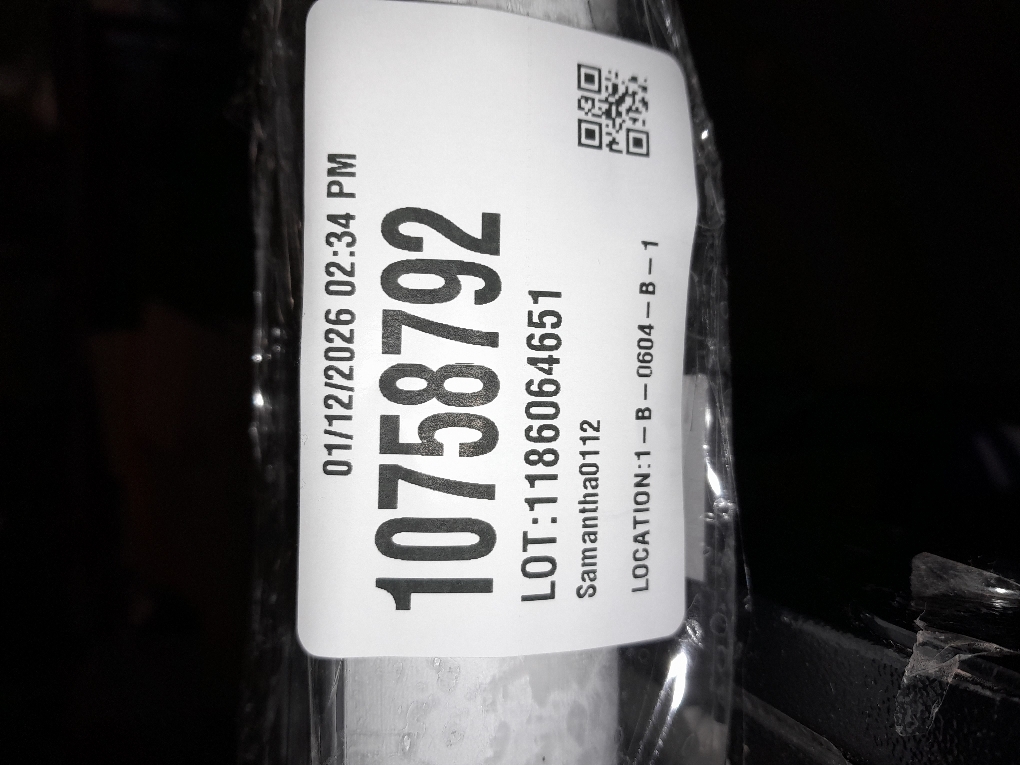 01/12/2026 02:34 PM
10758792
LOT:1186064651
Samantha0112
LOCATION:1-B-0604-B-1